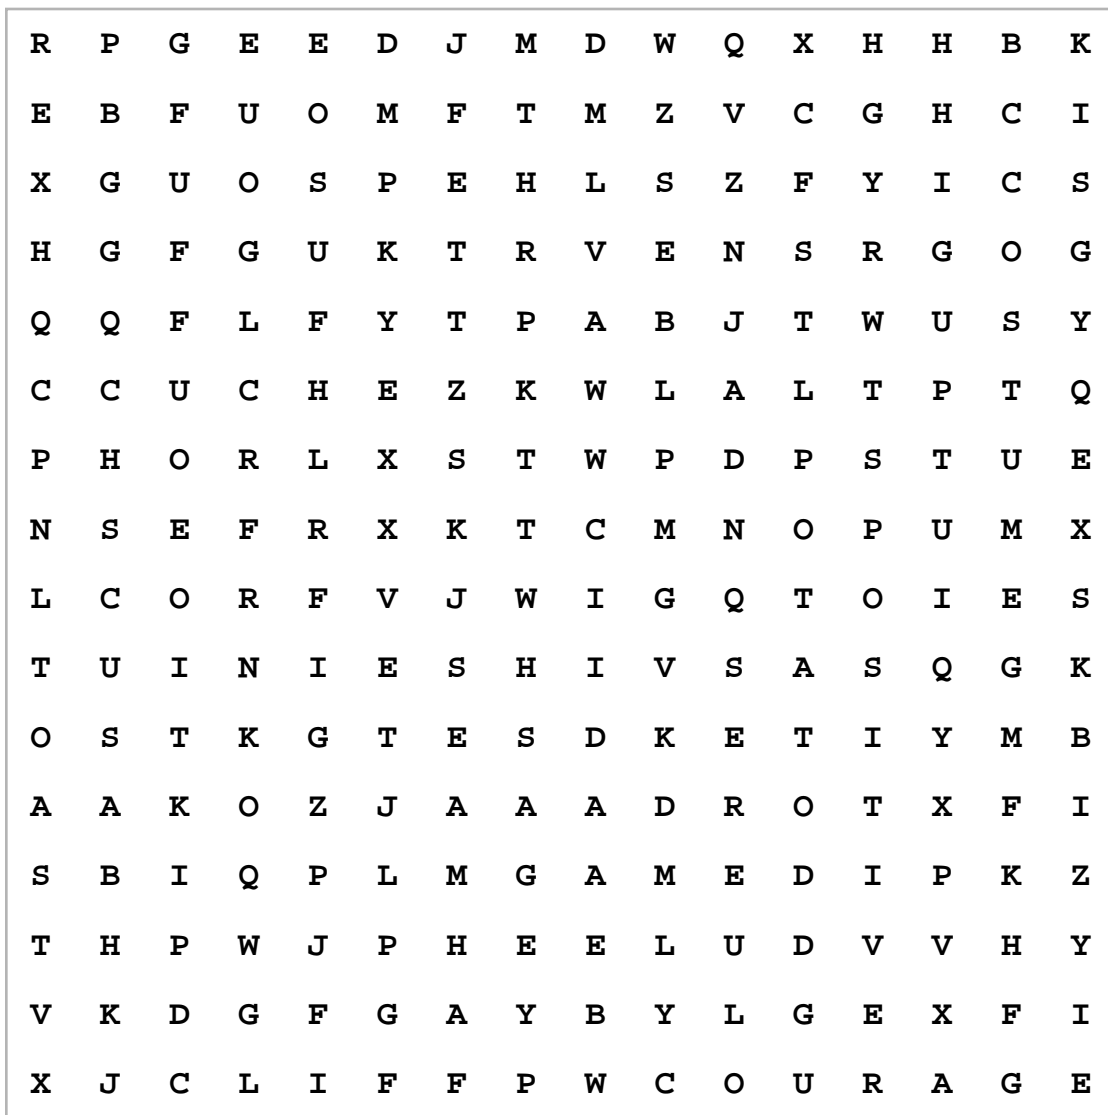 R P G E E D J M D W Q X H H B K
E B F U O M F T M Z V C G H C I
X G U O S P E H L S Z F Y I C S
H G F G U K T R V E N S R G O G
Q Q F L F Y T P A B J T W U S Y
C C U C H E Z K W L A L T P T Q
P H O R L X S T W P D P S T U E
N S E F R X K T C M N O P U M X
L C O R F V J W I G Q T O I E S
T U I N I E S H I V S A S Q G K
O S T K G T E S D K E T I Y M B
A A K O Z J A A A D R O T X F I
S B I Q P L M G A M E D I P K Z
T H P W J P H E E L U D V V H Y
V K D G F G A Y B Y L G E X F I
X J C L I F F P W C O U R A G E